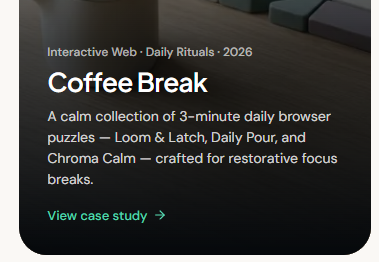 Interactive Web · Daily Rituals · 2026
Coffee Break
A calm collection of 3-minute daily browser
puzzles — Loom & Latch, Daily Pour, and
Chroma Calm — crafted for restorative focus
breaks.
View case study →